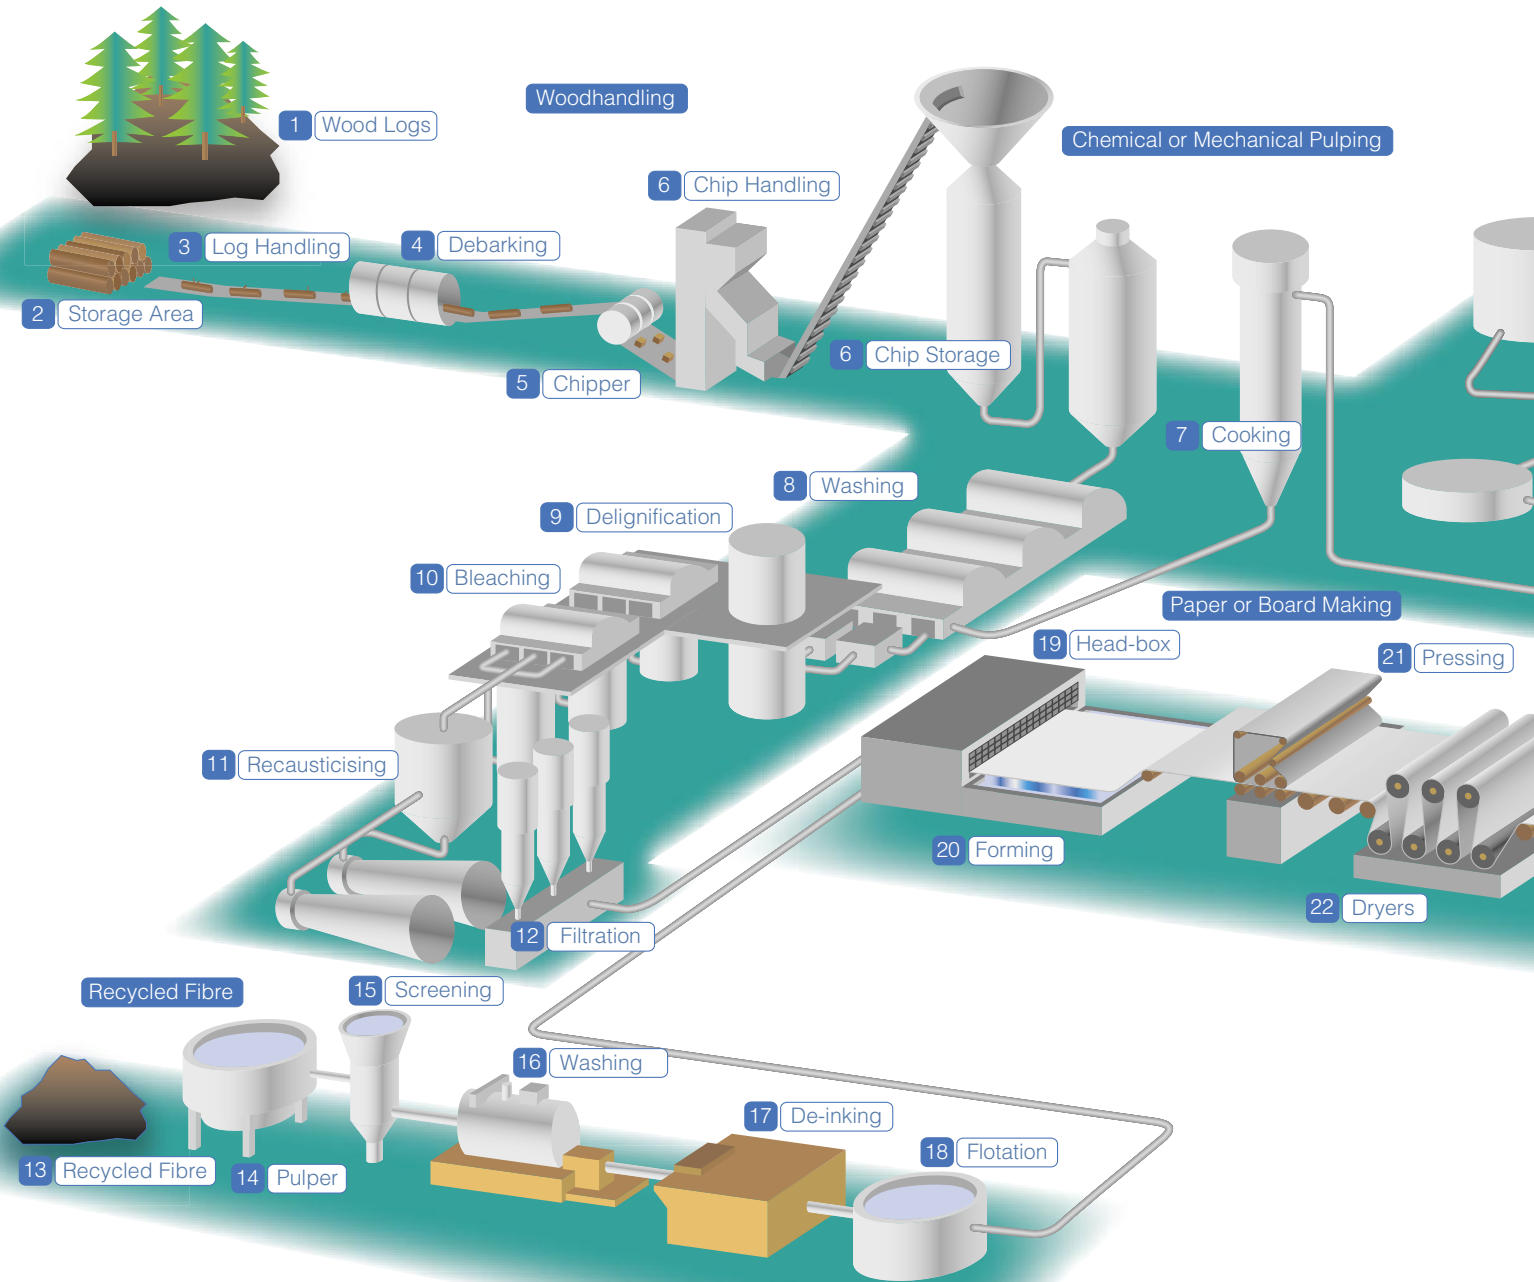 Woodhandling
1 Wood Logs
2 Storage Area
3 Log Handling
4 Debarking
5 Chipper
6 Chip Handling
6 Chip Storage
Chemical or Mechanical Pulping
7 Cooking
8 Washing
9 Delignification
10 Bleaching
11 Recausticising
12 Filtration
Recycled Fibre
13 Recycled Fibre
14 Pulper
15 Screening
16 Washing
17 De-inking
18 Flotation
Paper or Board Making
19 Head-box
20 Forming
21 Pressing
22 Dryers